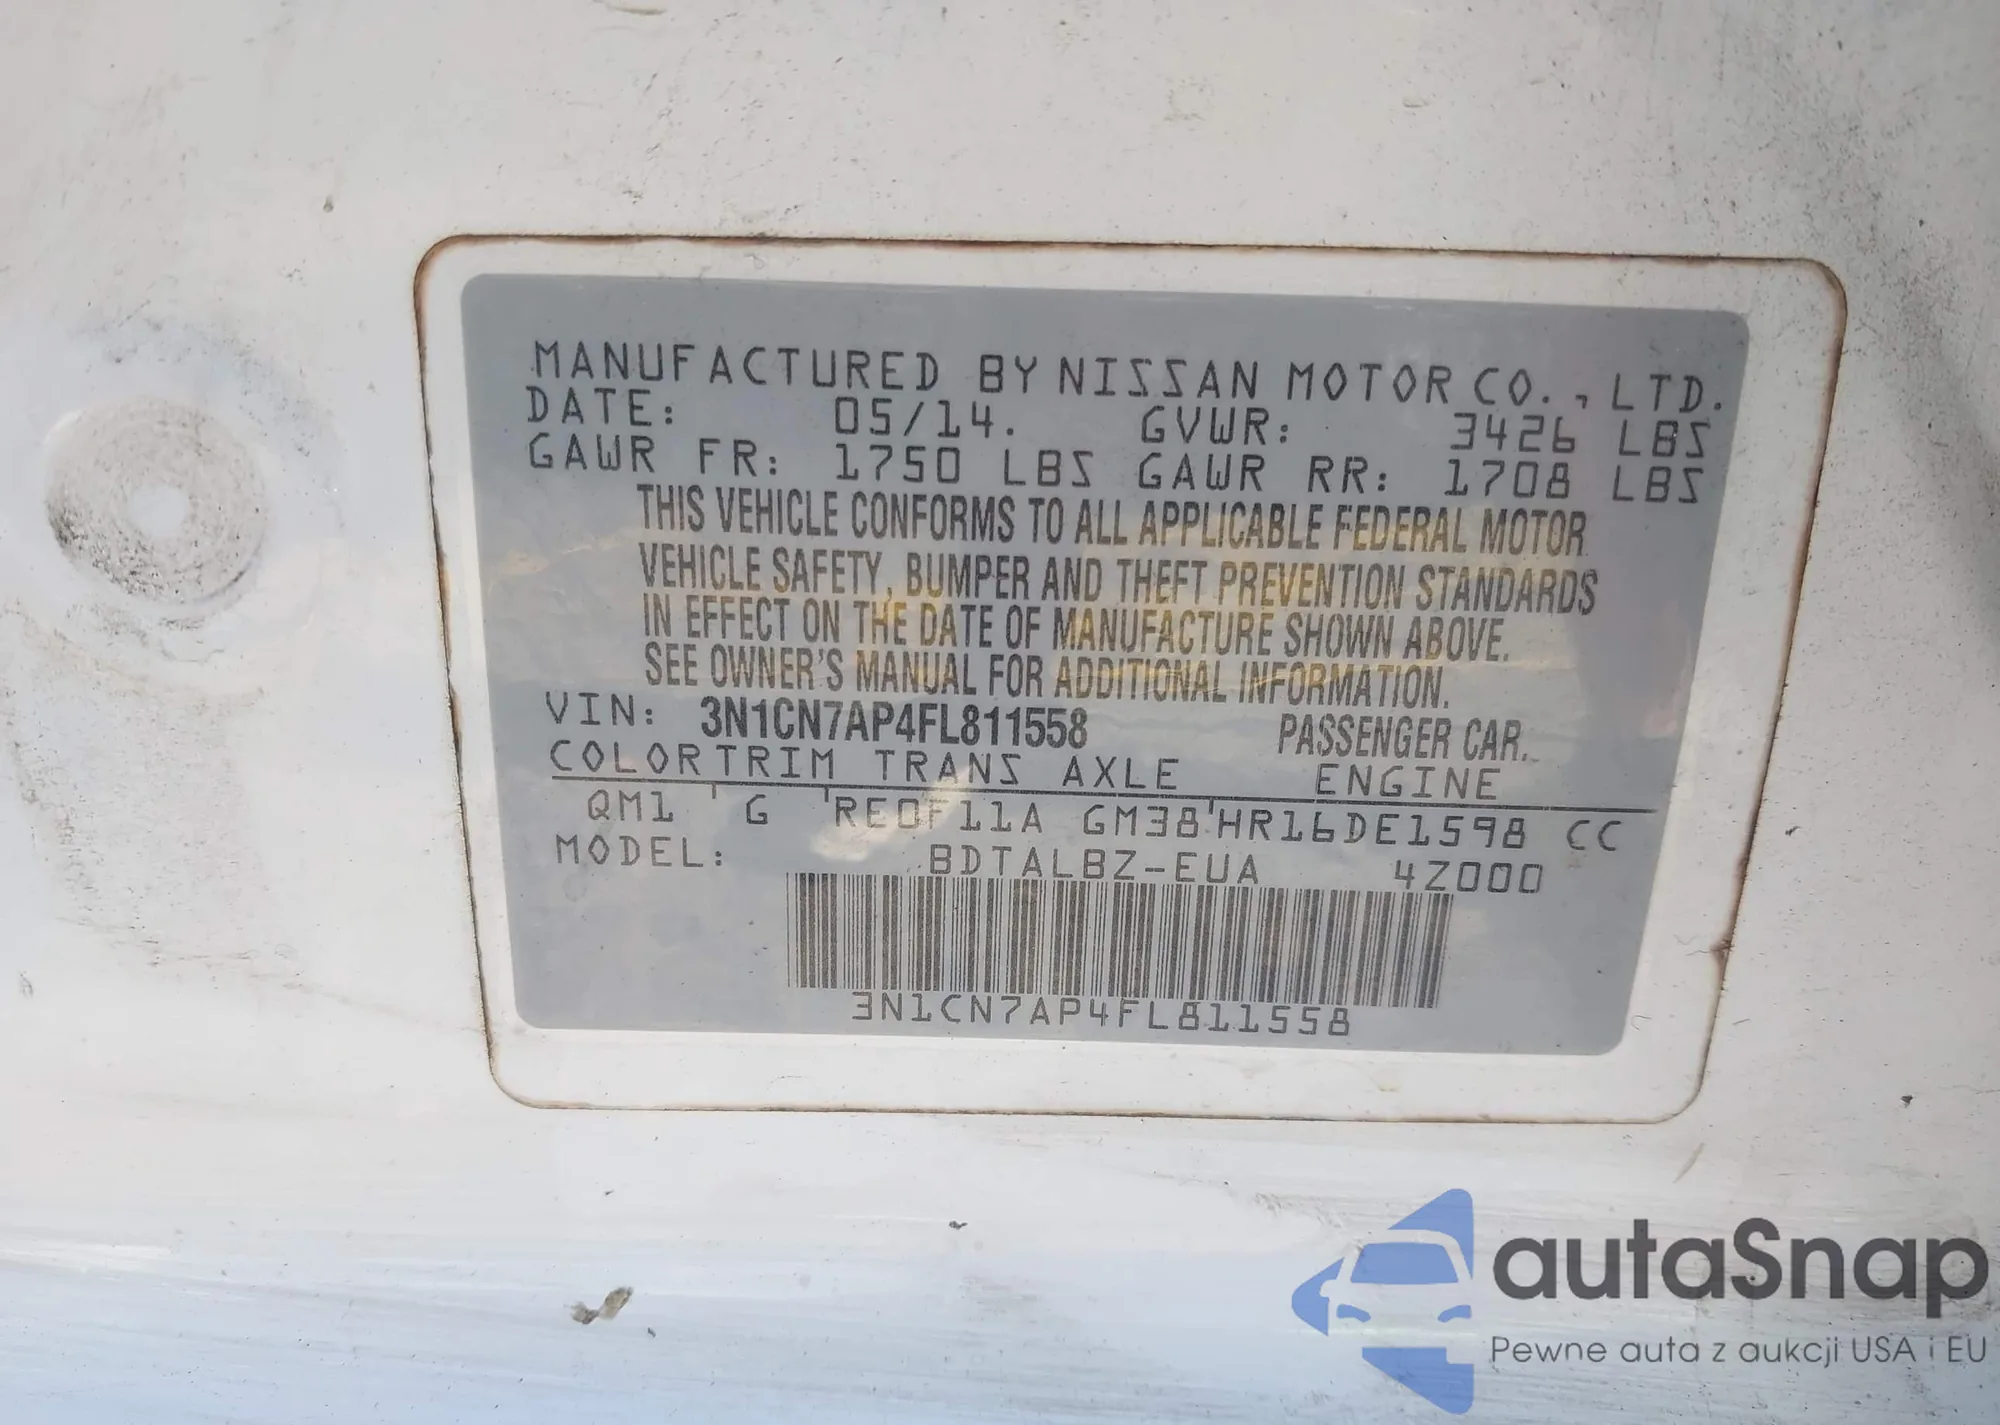 MANUFACTURED BY NISSAN MOTOR CO., LTD.
DATE: 05/14. GVWR: 3426 LBS
GAWR FR: 1750 LBS GAWR RR: 1708 LBS
THIS VEHICLE CONFORMS TO ALL APPLICABLE FEDERAL MOTOR
VEHICLE SAFETY, BUMPER AND THEFT PREVENTION STANDARDS
IN EFFECT ON THE DATE OF MANUFACTURE SHOWN ABOVE.
SEE OWNER'S MANUAL FOR ADDITIONAL INFORMATION.
VIN: 3N1CN7AP4FL811558 PASSENGER CAR.
COLOR TRIM TRANS AXLE ENGINE
QM1 G RE0F11A GM38 HR16DE1598 CC
MODEL: BDTALBZ-EUA 4Z000
3N1CN7AP4FL811558
autaSnap
Pewne auta z aukcji USA i EU